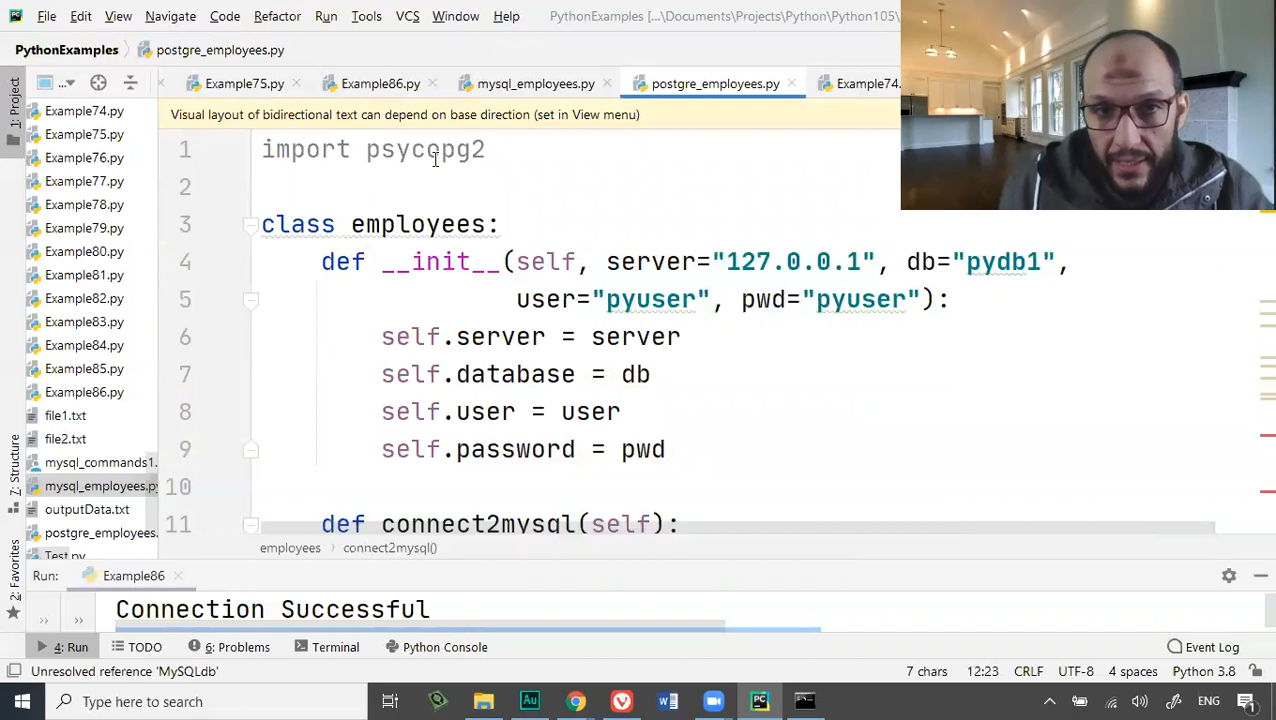 File Edit View Navigate Code Refactor Run Tools VCS Window Help PythonExamples [...\Documents\Projects\Python\Python105\
PythonExamples postgre_employees.py
1: Project
Example75.py Example86.py mysql_employees.py postgre_employees.py Example74.
Example74.py
Example75.py
Example76.py
Example77.py
Example78.py
Example79.py
Example80.py
Example81.py
Example82.py
Example83.py
Example84.py
Example85.py
Example86.py
file1.txt
file2.txt
mysql_commands1.
mysql_employees.py
outputData.txt
postgre_employees.
Test.py
Visual layout of bidirectional text can depend on base direction (set in View menu)
1 import psycopg2
2
3 class employees:
4 def __init__(self, server="127.0.0.1", db="pydb1",
5 user="pyuser", pwd="pyuser"):
6 self.server = server
7 self.database = db
8 self.user = user
9 self.password = pwd
10
11 def connect2mysql(self):
employees connect2mysql()
7: Structure
2: Favorites
Run: Example86
Connection Successful
4: Run TODO 6: Problems Terminal Python Console Event Log
Unresolved reference 'MySQLdb' 7 chars 12:23 CRLF UTF-8 4 spaces Python 3.8
Type here to search
Au
ENG
1